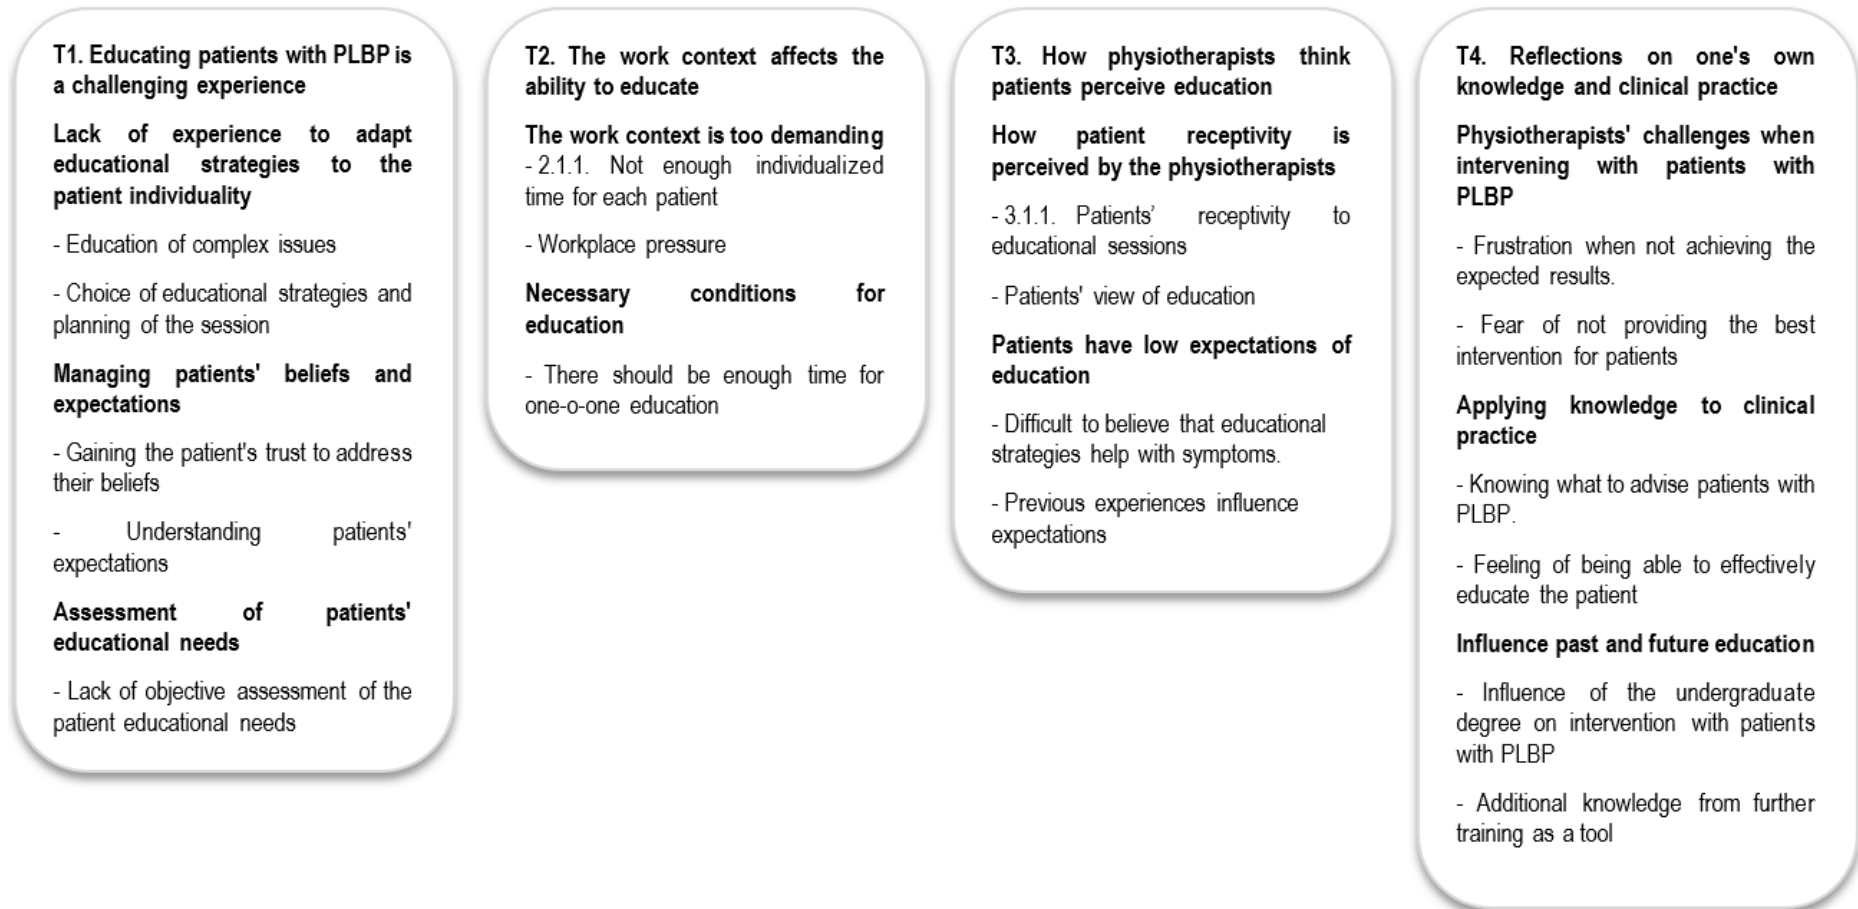 T1. Educating patients with PLBP is
a challenging experience
Lack of experience to adapt
educational strategies to the
patient individuality
- Education of complex issues
- Choice of educational strategies and
planning of the session
Managing patients' beliefs and
expectations
- Gaining the patient's trust to address
their beliefs
- Understanding patients'
expectations
Assessment of patients'
educational needs
- Lack of objective assessment of the
patient educational needs
T2. The work context affects the
ability to educate
The work context is too demanding
- 2.1.1. Not enough individualized
time for each patient
- Workplace pressure
Necessary conditions for
education
- There should be enough time for
one-o-one education
T3. How physiotherapists think
patients perceive education
How patient receptivity is
perceived by the physiotherapists
- 3.1.1. Patients’ receptivity to
educational sessions
- Patients' view of education
Patients have low expectations of
education
- Difficult to believe that educational
strategies help with symptoms.
- Previous experiences influence
expectations
T4. Reflections on one's own
knowledge and clinical practice
Physiotherapists' challenges when
intervening with patients with
PLBP
- Frustration when not achieving the
expected results.
- Fear of not providing the best
intervention for patients
Applying knowledge to clinical
practice
- Knowing what to advise patients with
PLBP.
- Feeling of being able to effectively
educate the patient
Influence past and future education
- Influence of the undergraduate
degree on intervention with patients
with PLBP
- Additional knowledge from further
training as a tool